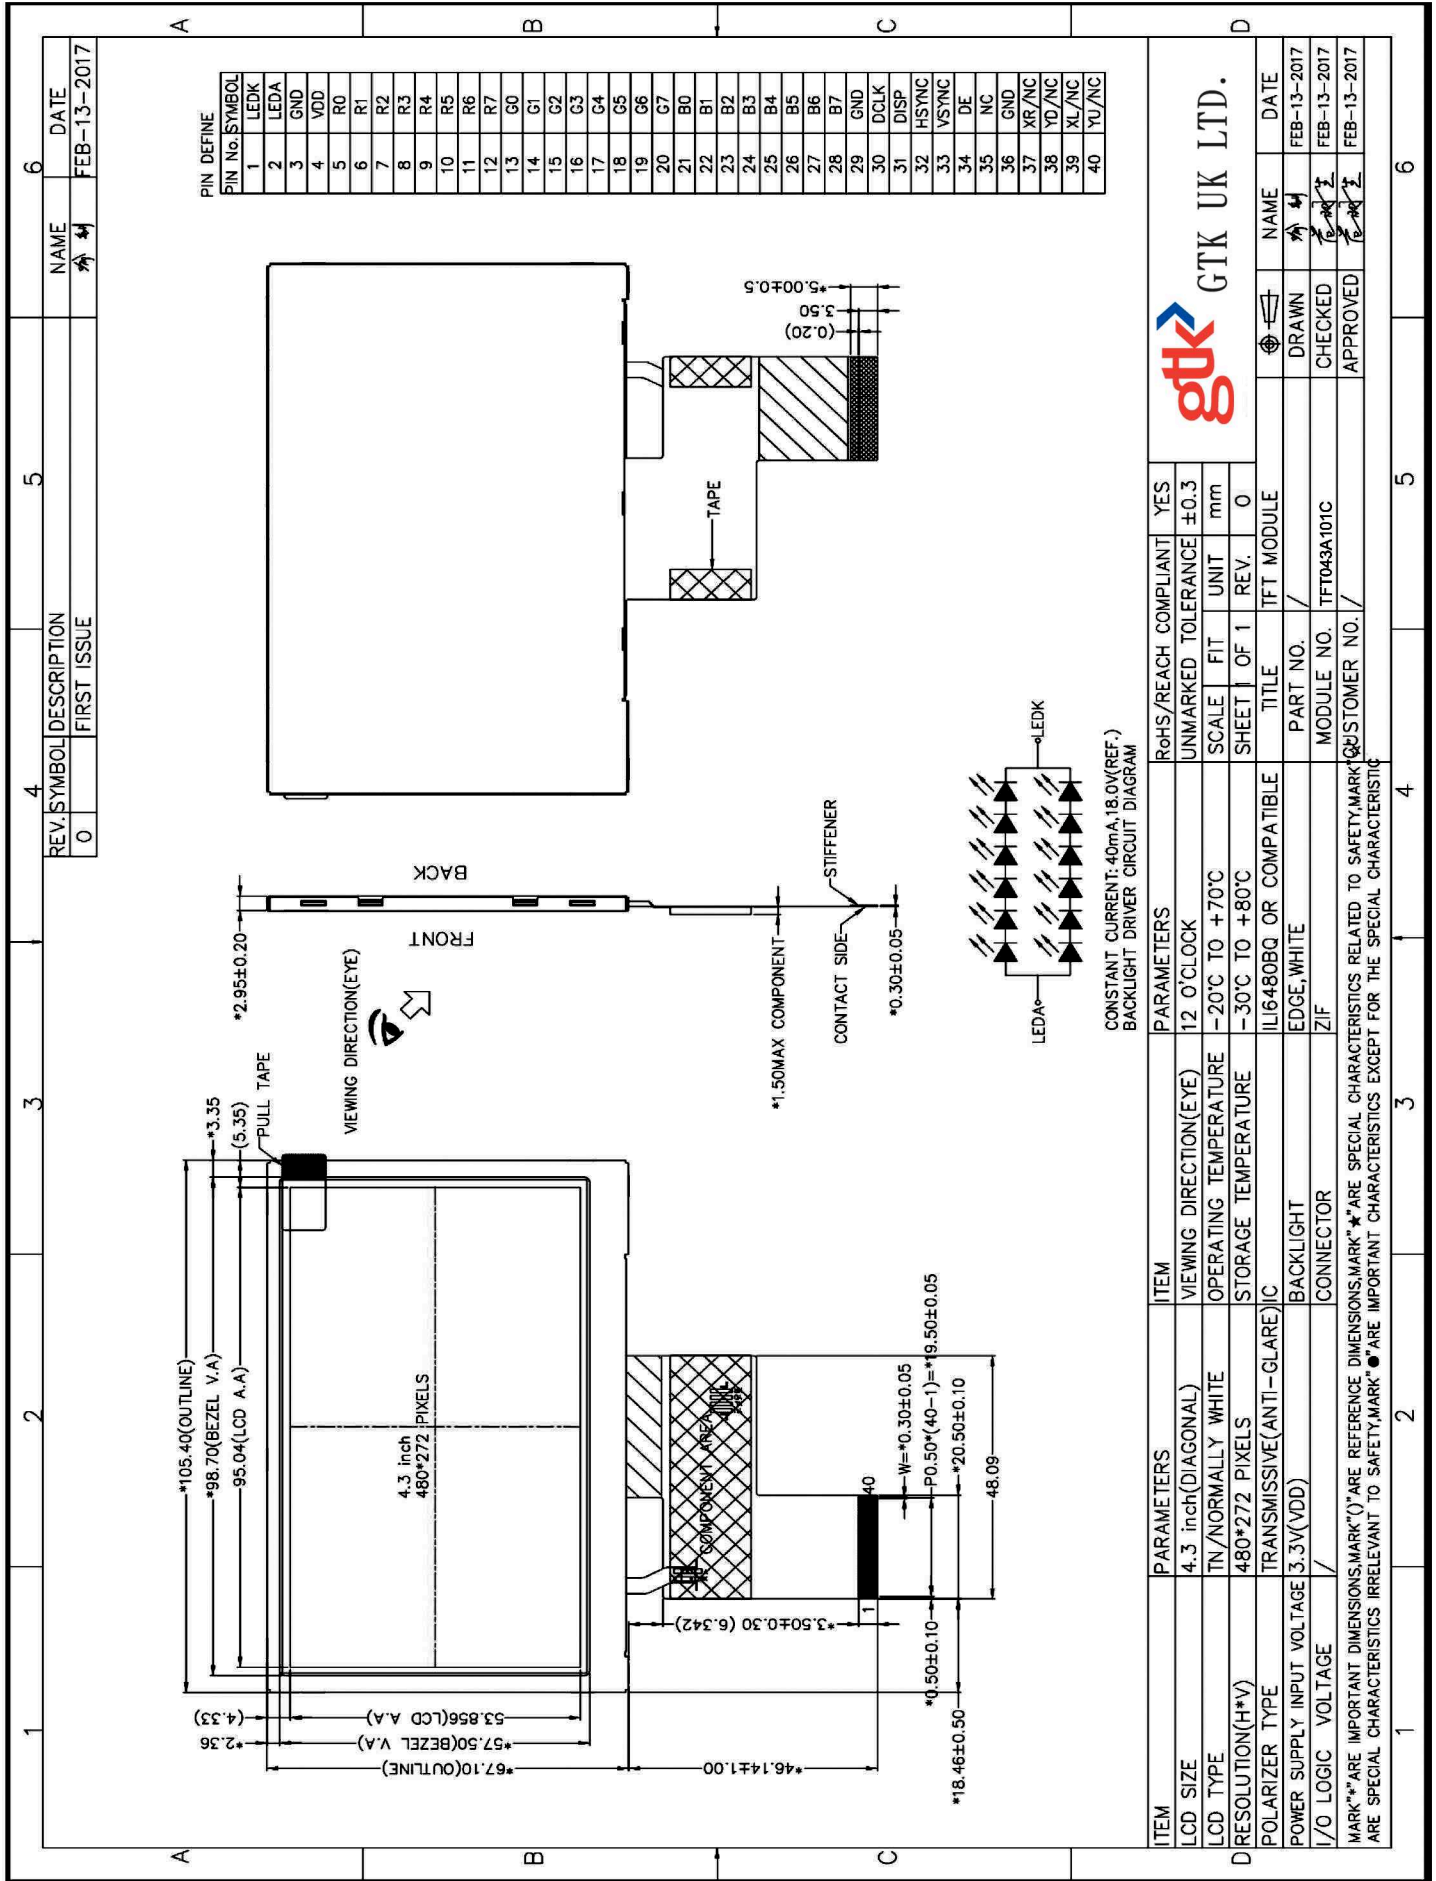 1 2 3 4 5 6
A
B
C
D
REV. SYMBOL DESCRIPTION NAME DATE
0 FIRST ISSUE FEB-13-2017
*105.40(OUTLINE)
*98.70(BEZEL V.A)
95.04(LCD A.A)
*3.35
(5.35)
PULL TAPE
*67.10(OUTLINE)
*57.50(BEZEL V.A)
53.856(LCD A.A)
*2.36
(4.33)
4.3 inch
480*272 PIXELS
VIEWING DIRECTION(EYE)
*2.95±0.20
FRONT
BACK
COMPONENT AREA
*3.50±0.30
(6.342)
*46.14±1.00
1
40
*0.50±0.10
*18.46±0.50
W=*0.30±0.05
P0.50*(40-1)=*19.50±0.05
*20.50±0.10
48.09
*1.50MAX COMPONENT
CONTACT SIDE
STIFFENER
*0.30±0.05
TAPE
(0.20)
3.50
*5.00±0.5
PIN DEFINE
PIN No. SYMBOL
1 LEDK
2 LEDA
3 GND
4 VDD
5 R0
6 R1
7 R2
8 R3
9 R4
10 R5
11 R6
12 R7
13 G0
14 G1
15 G2
16 G3
17 G4
18 G5
19 G6
20 G7
21 B0
22 B1
23 B2
24 B3
25 B4
26 B5
27 B6
28 B7
29 GND
30 DCLK
31 DISP
32 HSYNC
33 VSYNC
34 DE
35 NC
36 GND
37 XR/NC
38 YD/NC
39 XL/NC
40 YU/NC
LEDA
LEDK
CONSTANT CURRENT: 40mA,18.0V(REF.)
BACKLIGHT DRIVER CIRCUIT DIAGRAM
ITEM PARAMETERS
LCD SIZE 4.3 inch(DIAGONAL)
LCD TYPE TN/NORMALLY WHITE
RESOLUTION(H*V) 480*272 PIXELS
POLARIZER TYPE TRANSMISSIVE(ANTI-GLARE)
POWER SUPPLY INPUT VOLTAGE 3.3V(VDD)
I/O LOGIC VOLTAGE /
ITEM PARAMETERS
VIEWING DIRECTION(EYE) 12 O'CLOCK
OPERATING TEMPERATURE -20℃ TO +70℃
STORAGE TEMPERATURE -30℃ TO +80℃
IC ILI6480BQ OR COMPATIBLE
BACKLIGHT EDGE,WHITE
CONNECTOR ZIF
RoHS/REACH COMPLIANT YES
UNMARKED TOLERANCE ±0.3
SCALE FIT UNIT mm
SHEET 1 OF 1 REV. 0
TITLE TFT MODULE
PART NO. /
MODULE NO. TFT043A101C
CUSTOMER NO. /
gtk GTK UK LTD.
NAME DATE
DRAWN FEB-13-2017
CHECKED FEB-13-2017
APPROVED FEB-13-2017
MARK"*"ARE IMPORTANT DIMENSIONS,MARK"()"ARE REFERENCE DIMENSIONS,MARK"★"ARE SPECIAL CHARACTERISTICS RELATED TO SAFETY,MARK"☆"
ARE SPECIAL CHARACTERISTICS IRRELEVANT TO SAFETY,MARK"●"ARE IMPORTANT CHARACTERISTICS EXCEPT FOR THE SPECIAL CHARACTERISTIC
1 2 3 4 5 6
A
B
C
D